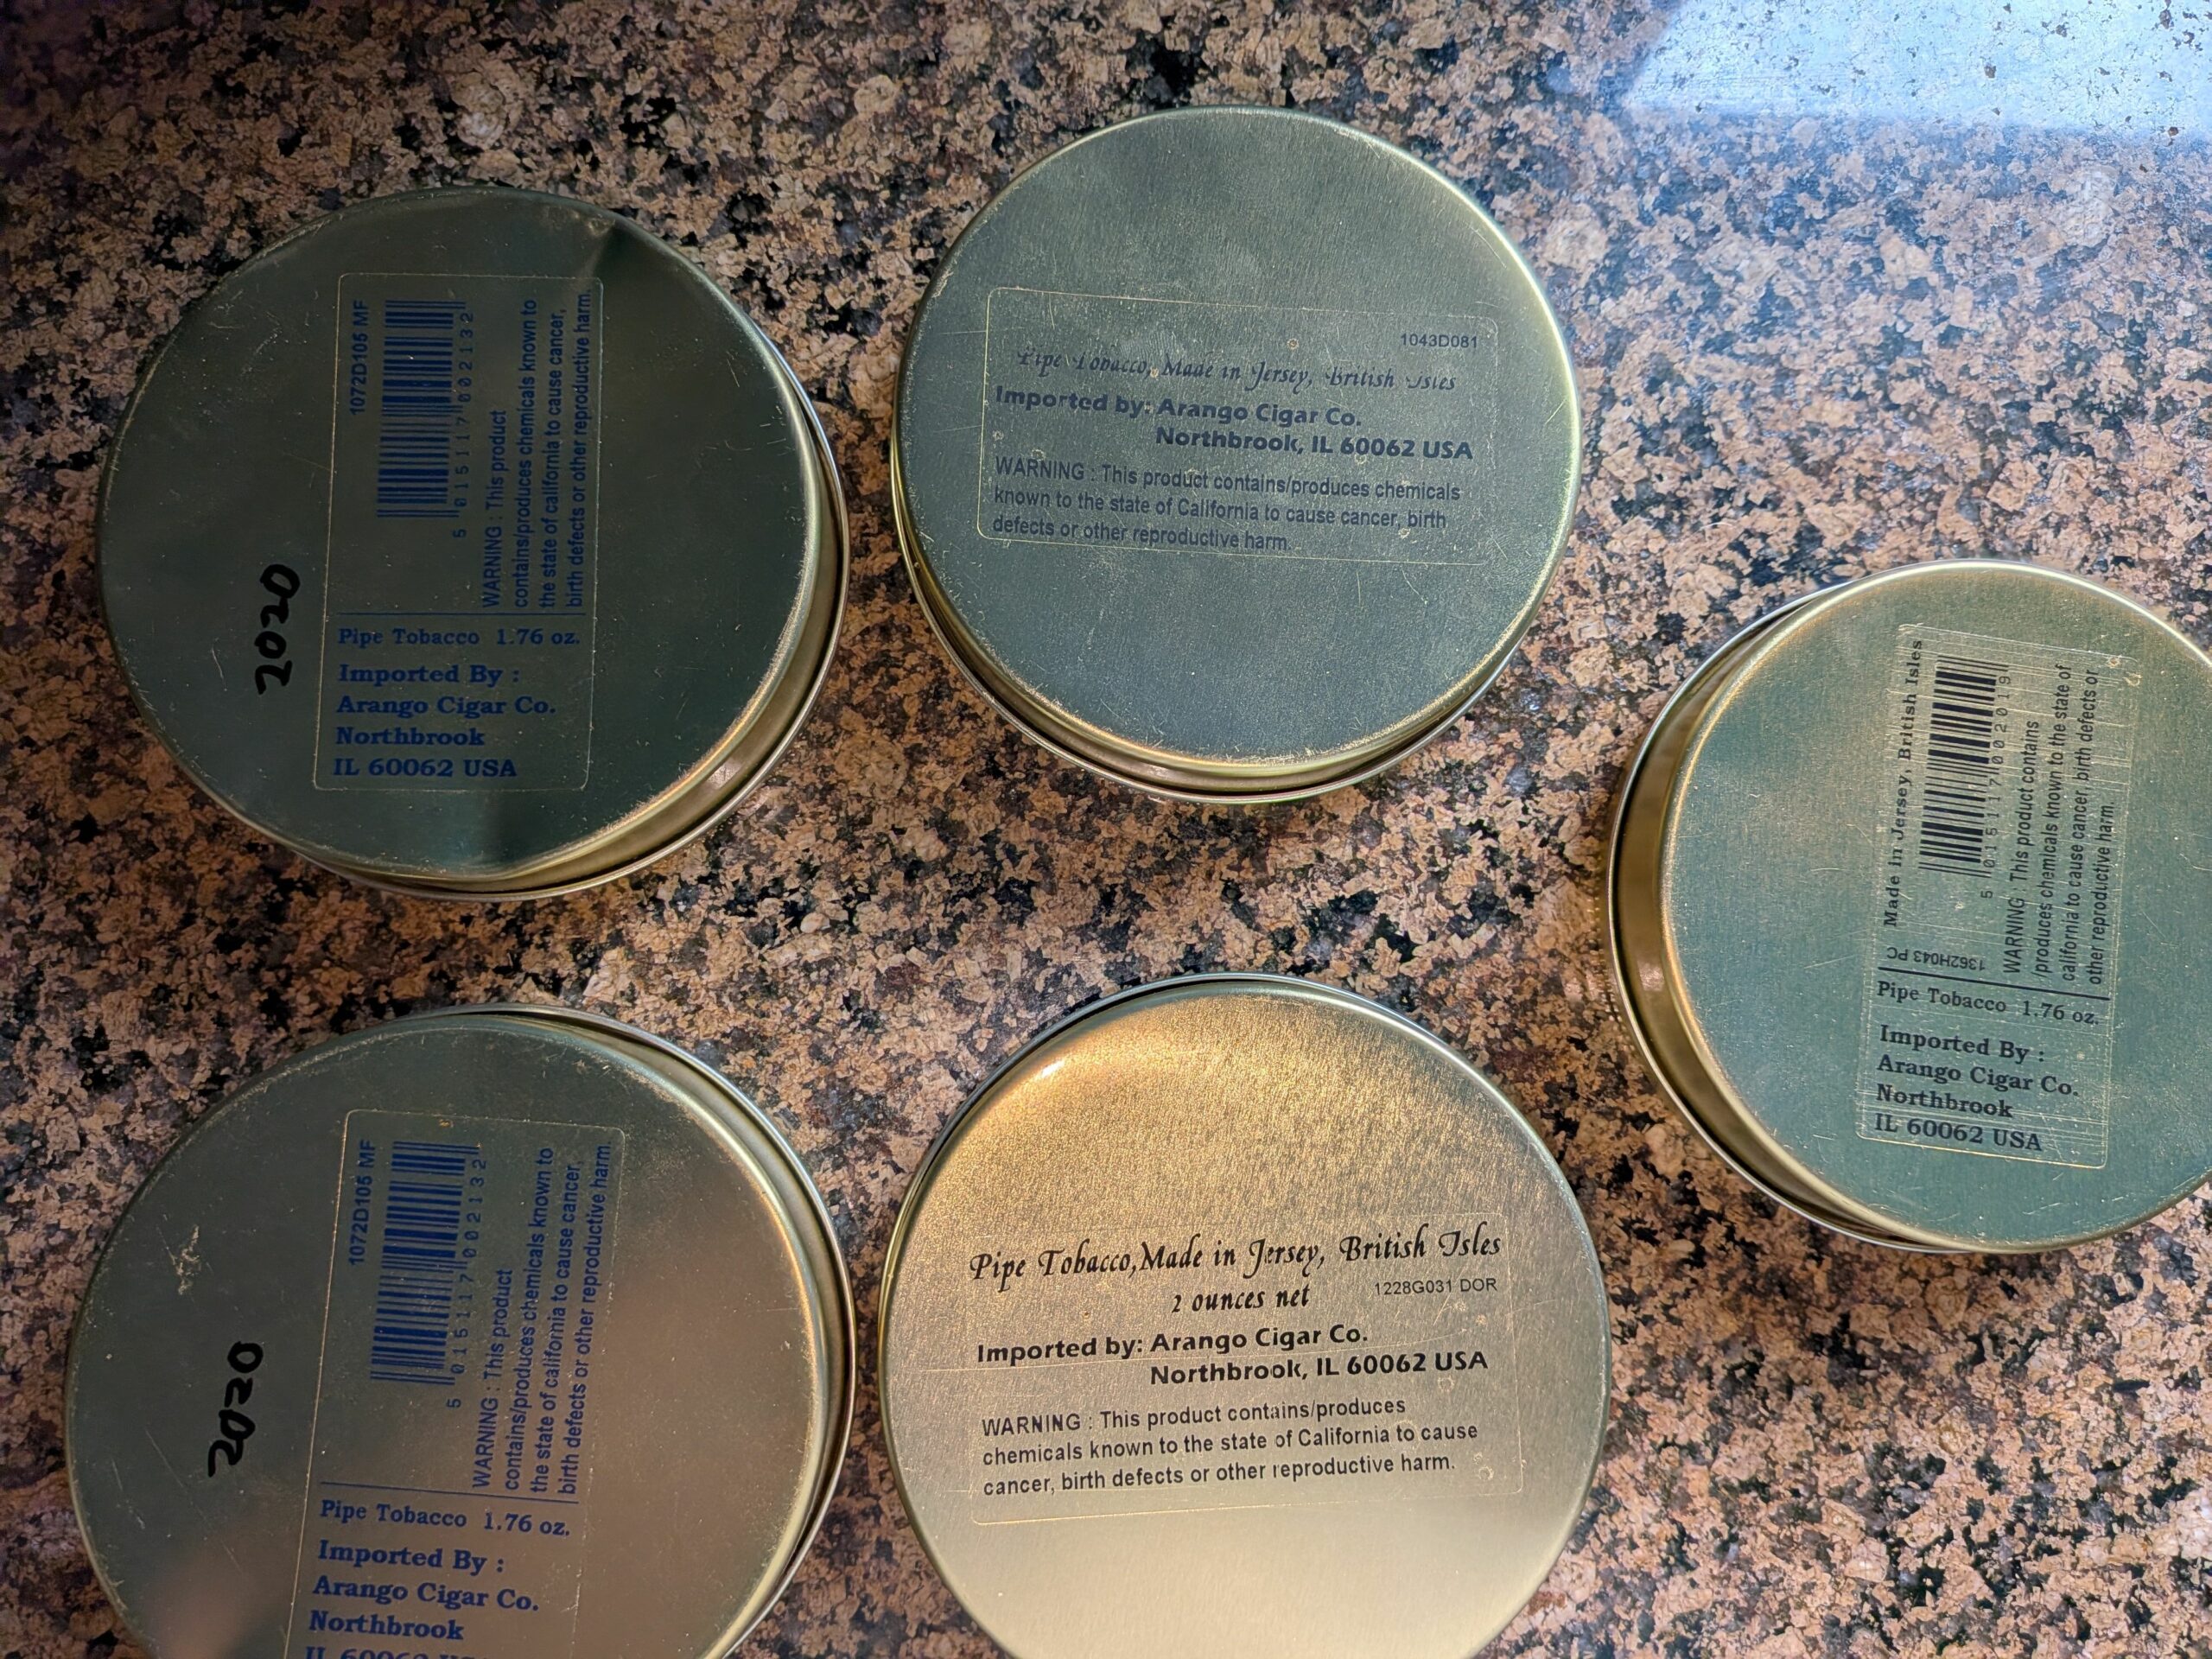 1072D105 MF
5 015117 002132
WARNING : This product
contains/produces chemicals known to
the state of california to cause cancer,
birth defects or other reproductive harm.
Pipe Tobacco 1.76 oz.
Imported By :
Arango Cigar Co.
Northbrook
IL 60062 USA
2020
1043D081
Pipe Tobacco, Made in Jersey, British Isles
Imported by: Arango Cigar Co.
Northbrook, IL 60062 USA
WARNING : This product contains/produces chemicals
known to the state of California to cause cancer, birth
defects or other reproductive harm.
Made in Jersey, British Isles
5 015117 002019
WARNING : This product contains
/produces chemicals known to the state of
california to cause cancer, birth defects or
other reproductive harm.
1362H043 PC
Pipe Tobacco 1.76 oz.
Imported By :
Arango Cigar Co.
Northbrook
IL 60062 USA
1072D105 MF
5 015117 002132
WARNING : This product
contains/produces chemicals known to
the state of california to cause cancer,
birth defects or other reproductive harm.
Pipe Tobacco 1.76 oz.
Imported By :
Arango Cigar Co.
Northbrook
IL 60062 USA
2020
Pipe Tobacco,Made in Jersey, British Isles
2 ounces net
1228G031 DOR
Imported by: Arango Cigar Co.
Northbrook, IL 60062 USA
WARNING : This product contains/produces
chemicals known to the state of California to cause
cancer, birth defects or other reproductive harm.